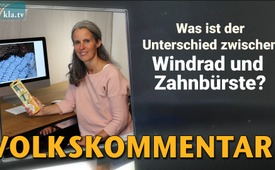 kla.tv
Was ist der
Unterschied zwischen
Windrad und
Zahnbürste?
VOLKSKOMMENTAR